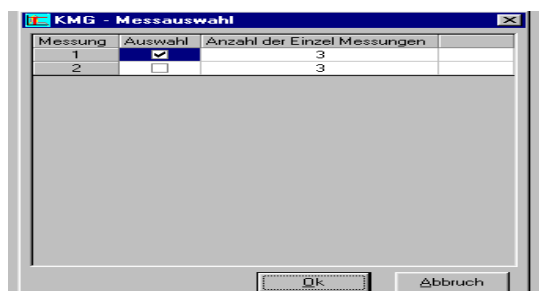 KMG - Messauswahl
Messung Auswahl Anzahl der Einzel Messungen
1 3
2 3
Ok Abbruch